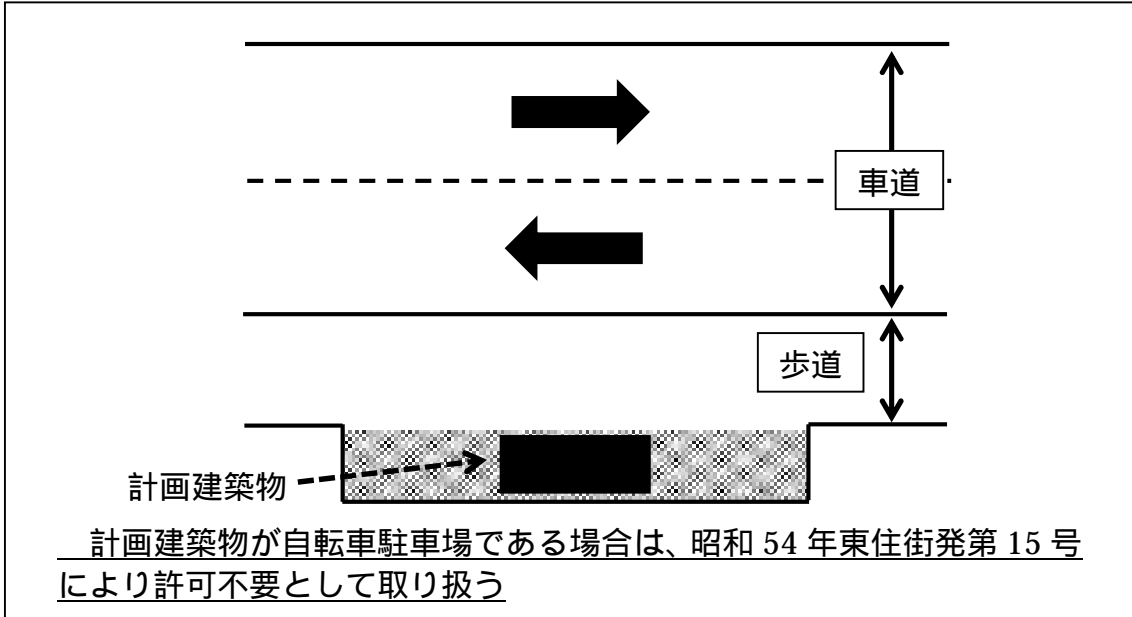 車道
歩道
計画建築物
計画建築物が自転車駐車場である場合は、昭和 54 年東住街発第 15 号
により許可不要として取り扱う